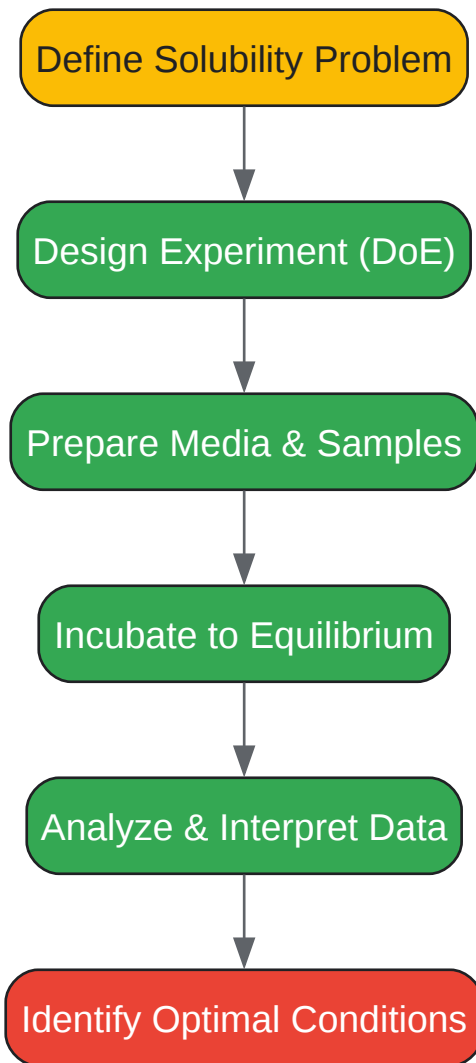 Define Solubility Problem
Design Experiment (DoE)
Prepare Media & Samples
Incubate to Equilibrium
Analyze & Interpret Data
Identify Optimal Conditions